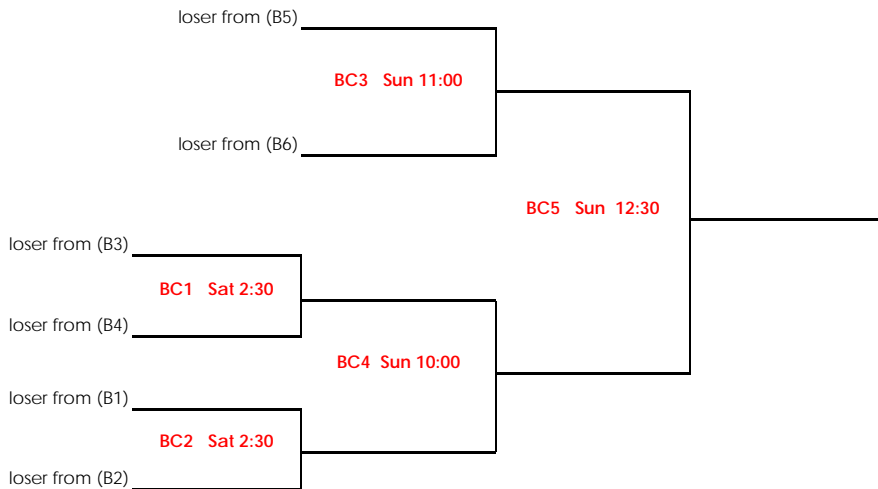 loser from (B5)
BC3 Sun 11:00
loser from (B6)
BC5 Sun 12:30
loser from (B3)
BC1 Sat 2:30
loser from (B4)
BC4 Sun 10:00
loser from (B1)
BC2 Sat 2:30
loser from (B2)